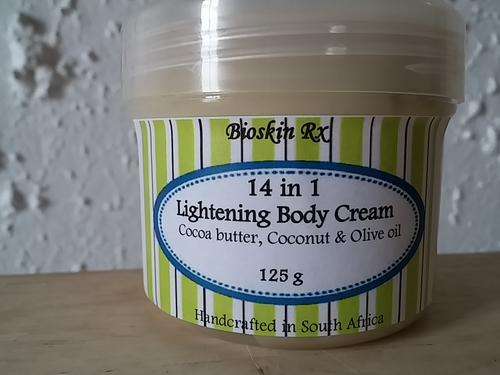 Bioskin Rx
14 in 1
Lightening Body Cream
Cocoa butter, Coconut & Olive oil
125 g
Handcrafted in South Africa